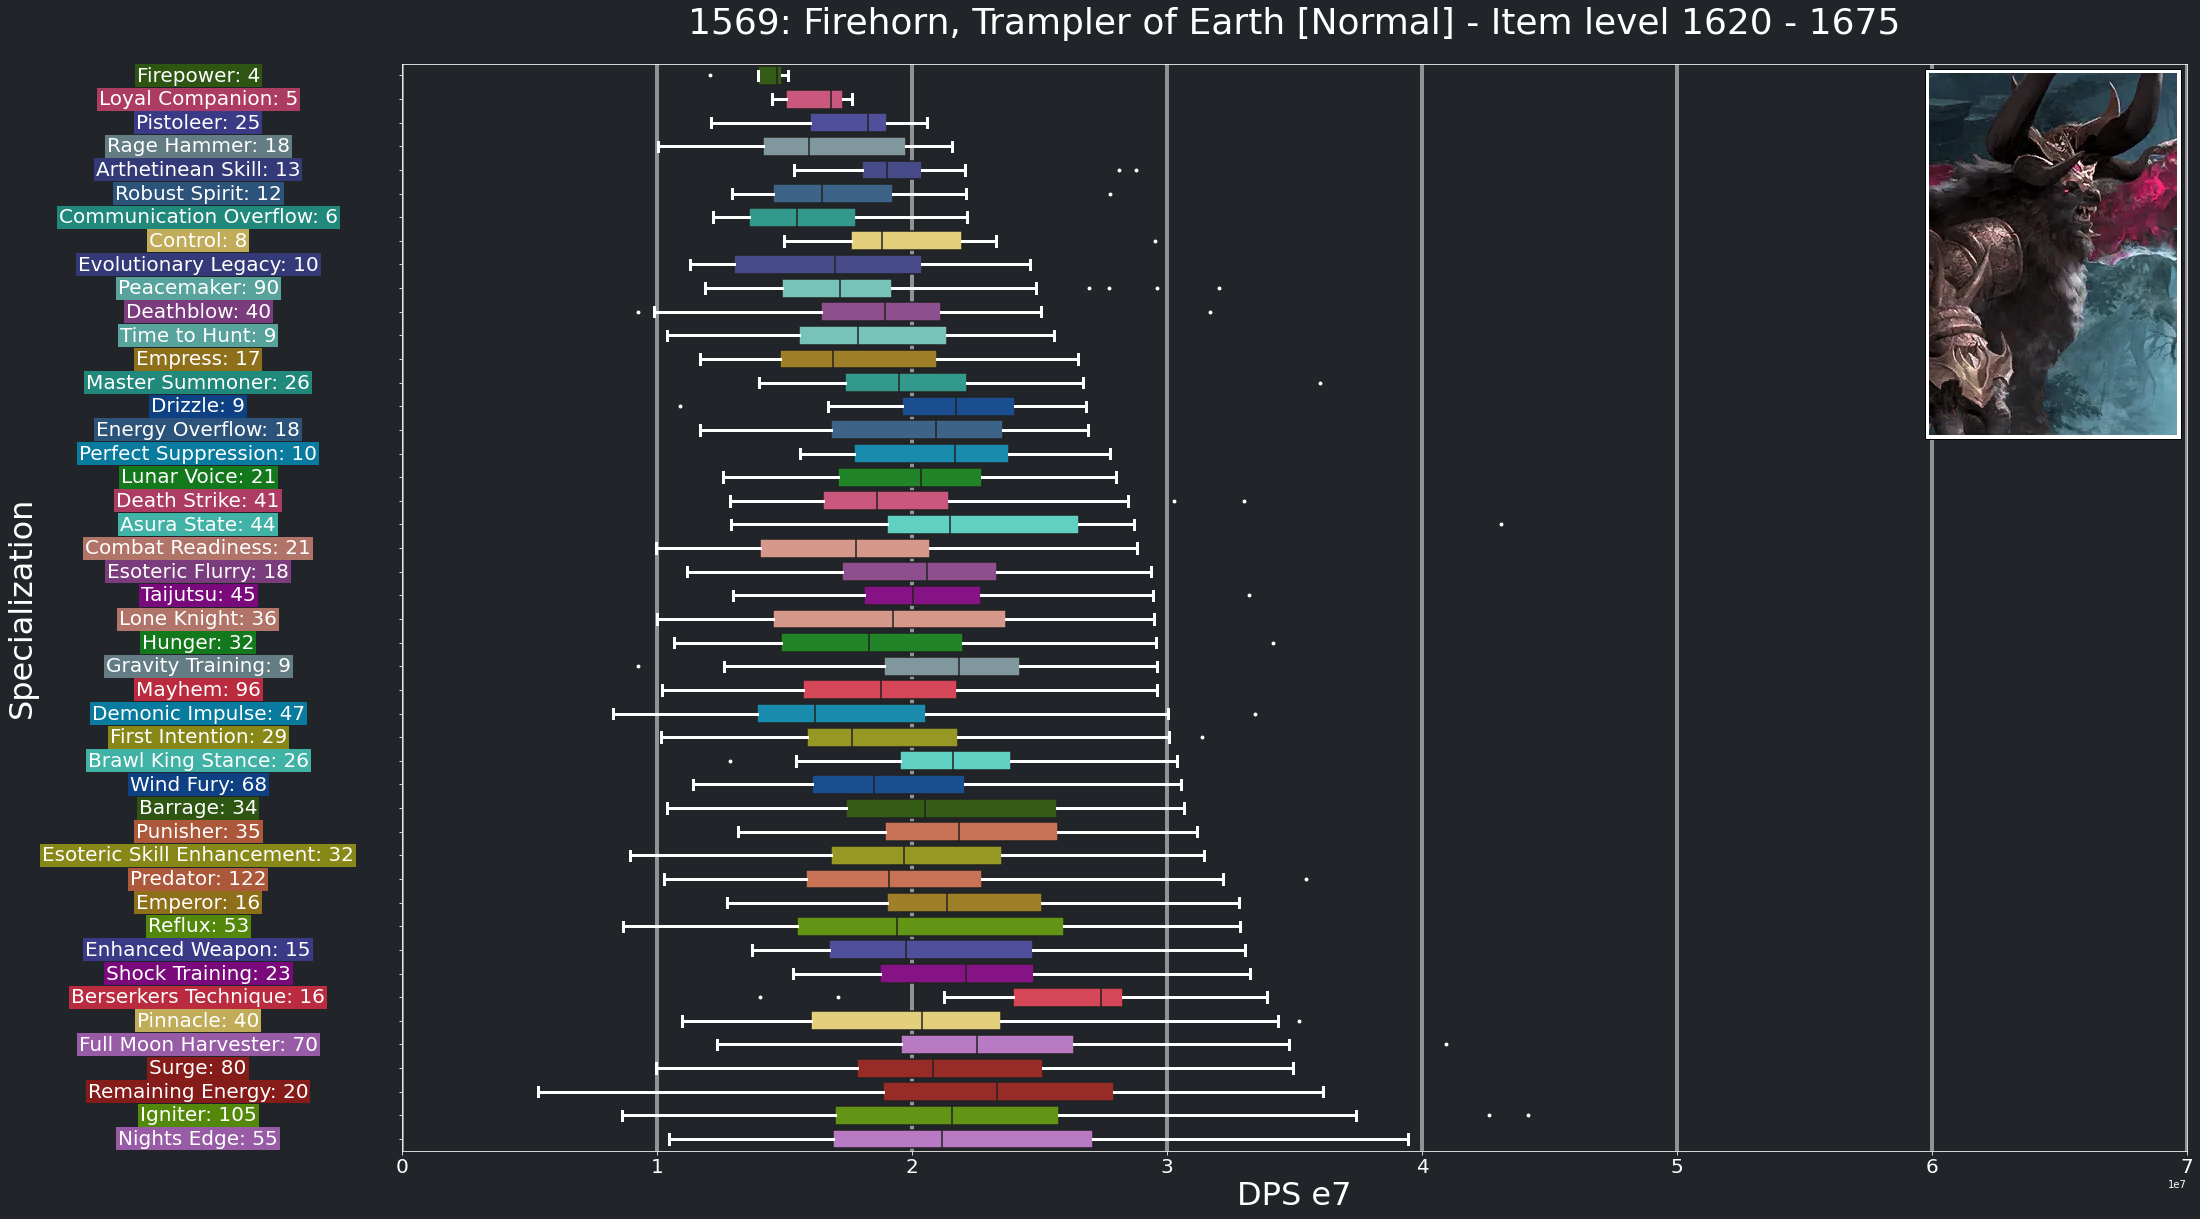 1569: Firehorn, Trampler of Earth [Normal] - Item level 1620 - 1675
Specialization
Firepower: 4
Loyal Companion: 5
Pistoleer: 25
Rage Hammer: 18
Arthetinean Skill: 13
Robust Spirit: 12
Communication Overflow: 6
Control: 8
Evolutionary Legacy: 10
Peacemaker: 90
Deathblow: 40
Time to Hunt: 9
Empress: 17
Master Summoner: 26
Drizzle: 9
Energy Overflow: 18
Perfect Suppression: 10
Lunar Voice: 21
Death Strike: 41
Asura State: 44
Combat Readiness: 21
Esoteric Flurry: 18
Taijutsu: 45
Lone Knight: 36
Hunger: 32
Gravity Training: 9
Mayhem: 96
Demonic Impulse: 47
First Intention: 29
Brawl King Stance: 26
Wind Fury: 68
Barrage: 34
Punisher: 35
Esoteric Skill Enhancement: 32
Predator: 122
Emperor: 16
Reflux: 53
Enhanced Weapon: 15
Shock Training: 23
Berserkers Technique: 16
Pinnacle: 40
Full Moon Harvester: 70
Surge: 80
Remaining Energy: 20
Igniter: 105
Nights Edge: 55
0 1 2 3 4 5 6 7
1e7
DPS e7